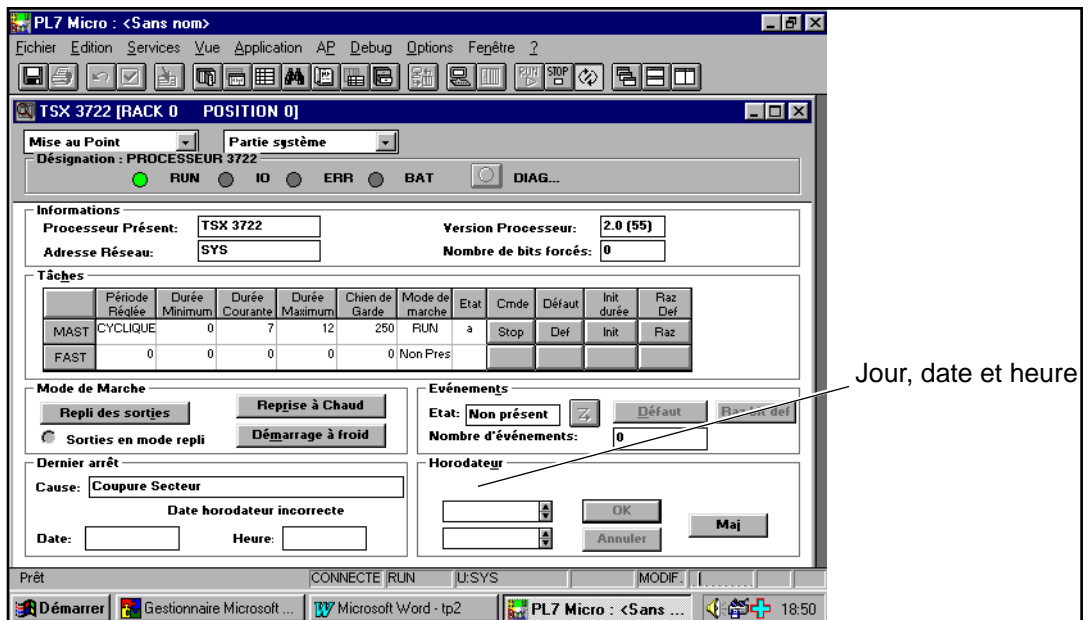 PL7 Micro : <Sans nom>
Fichier Edition Services Vue Application AP Debug Options Fenêtre ?
RUN STOP
TSX 3722 [RACK 0 POSITION 0]
Mise au Point Partie système
Désignation : PROCESSEUR 3722
RUN IO ERR BAT DIAG...
Informations
Processeur Présent: TSX 3722 Version Processeur: 2.0 (55)
Adresse Réseau: SYS Nombre de bits forcés: 0
Tâches
Période Réglée Durée Minimum Durée Courante Durée Maximum Chien de Garde Mode de marche Etat Cmde Défaut Init durée Raz Def
MAST CYCLIQUE 0 7 12 250 RUN a Stop Def Init Raz
FAST 0 0 0 0 0 Non Pres
Mode de Marche
Repli des sorties Reprise à Chaud
Sorties en mode repli Démarrage à froid
Evénements
Etat: Non présent Défaut Raz bit def
Nombre d'événements: 0
Jour, date et heure
Dernier arrêt
Cause: Coupure Secteur
Date horodateur incorrecte
Date: Heure:
Horodateur
OK
Annuler
Maj
Prêt CONNECTE RUN U:SYS MODIF.
Démarrer Gestionnaire Microsoft ... Microsoft Word - tp2 PL7 Micro : <Sans ... 18:50